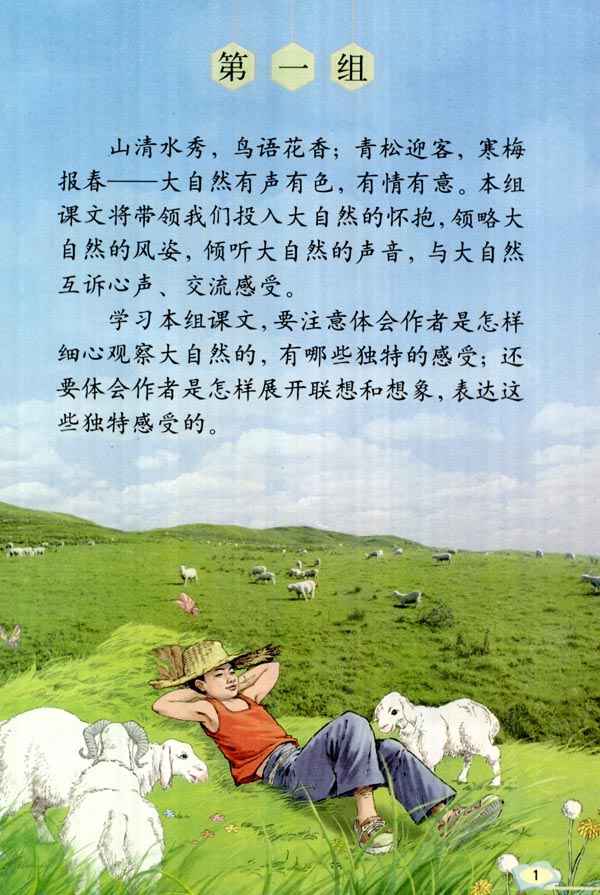 第一组
山清水秀，鸟语花香；青松迎客，寒梅
报春——大自然有声有色，有情有意。本组
课文将带领我们投入大自然的怀抱，领略大
自然的风姿，倾听大自然的声音，与大自然
互诉心声、交流感受。
学习本组课文，要注意体会作者是怎样
细心观察大自然的，有哪些独特的感受；还
要体会作者是怎样展开联想和想象，表达这
些独特感受的。
1